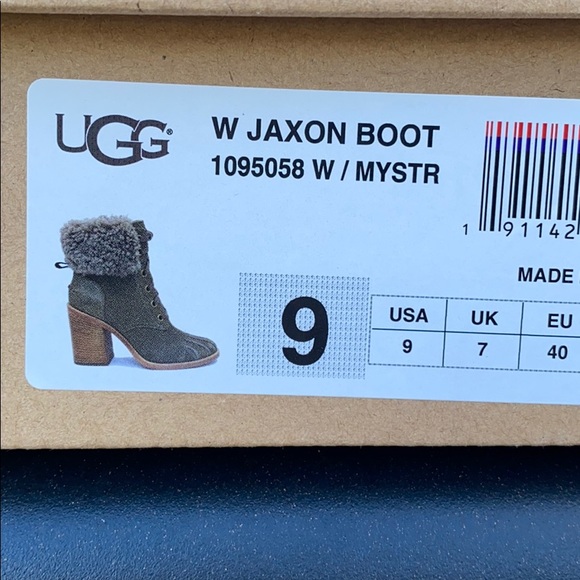 UGG®
W JAXON BOOT
1095058 W / MYSTR
1 91142
MADE
9
USA UK EU
9 7 40